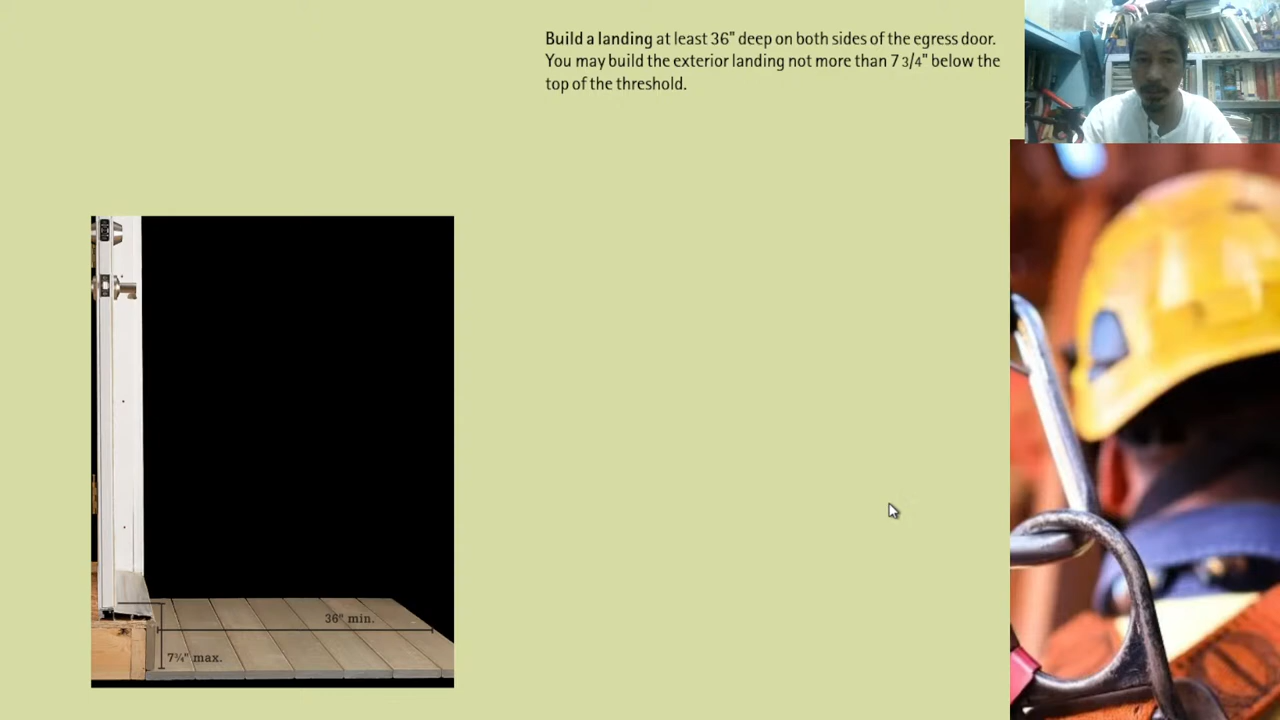 Build a landing at least 36" deep on both sides of the egress door.
You may build the exterior landing not more than 7 3/4" below the
top of the threshold.
36" min.
7¾" max.